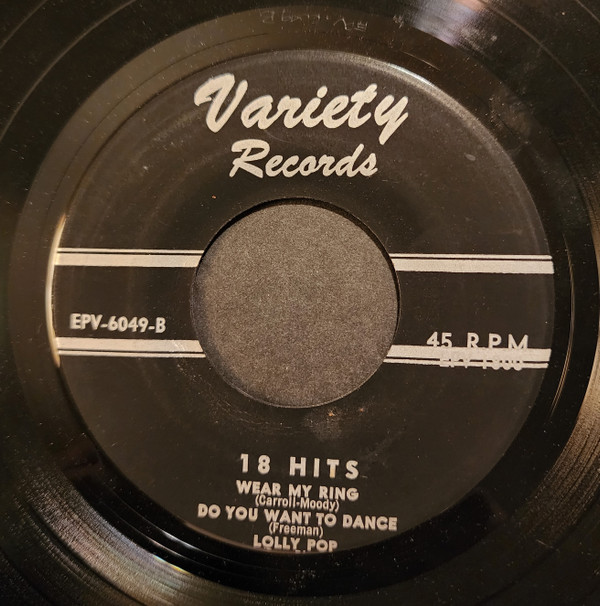 Variety
Records
EPV-6049-B
45 RPM
18 HITS
WEAR MY RING
(Carroll-Moody)
DO YOU WANT TO DANCE
(Freeman)
LOLLY POP